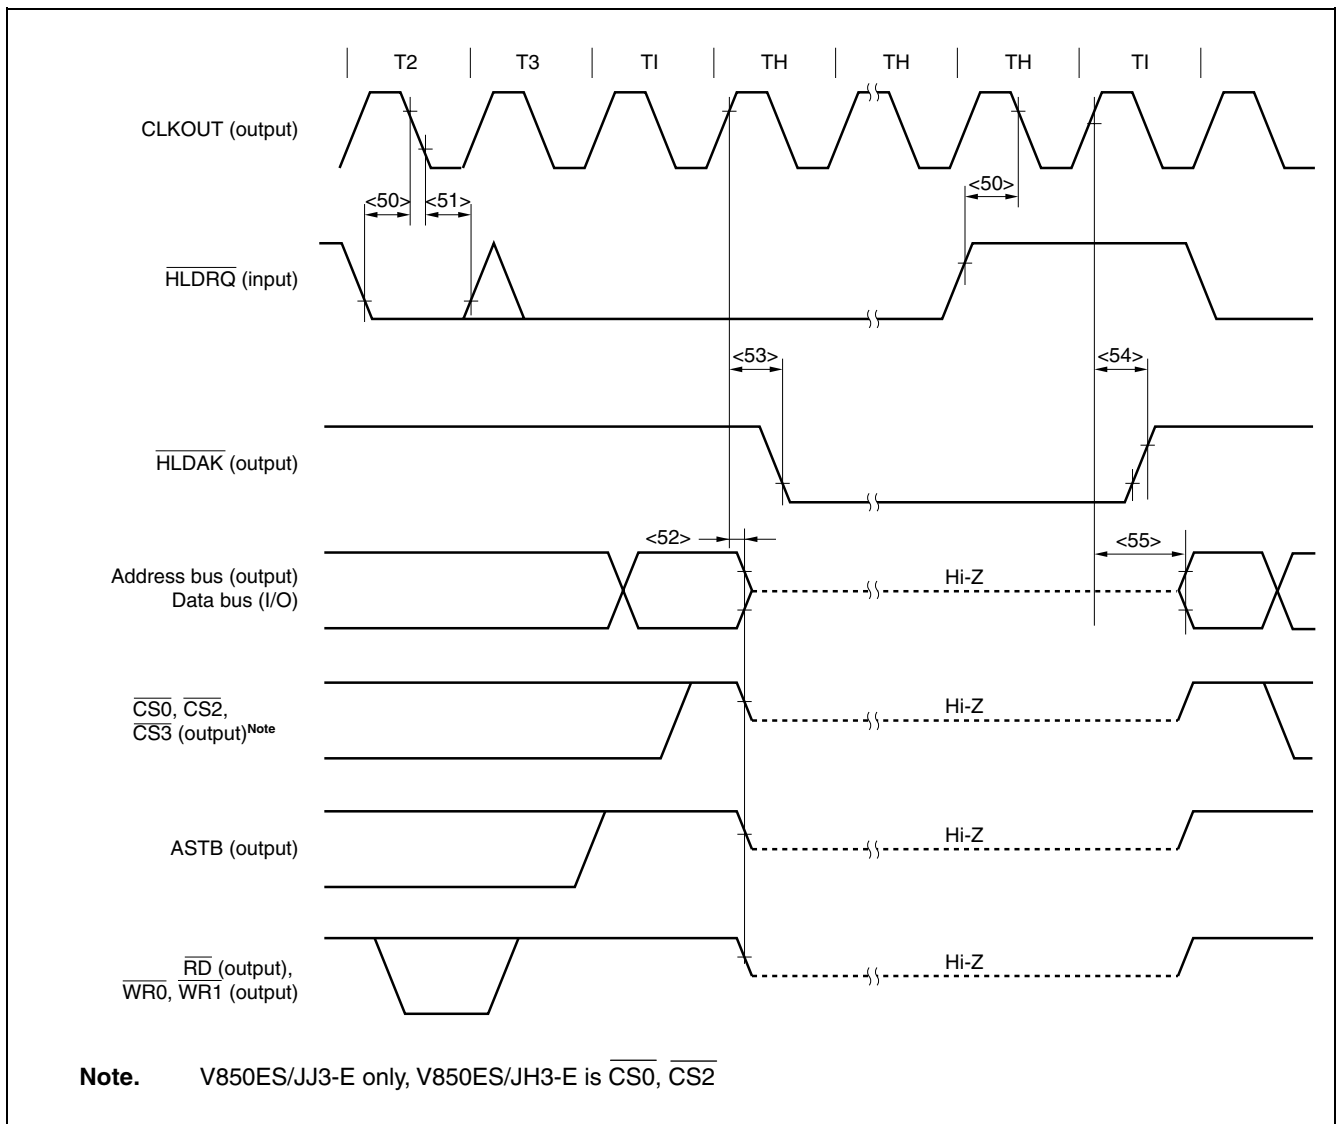 T2 T3 TI TH TH TH TI
CLKOUT (output)
<50> <51> <50>
HLDRQ (input)
<53> <54>
HLDAK (output)
<52> <55>
Address bus (output)
Data bus (I/O)
Hi-Z
CS0, CS2,
CS3 (output)Note
Hi-Z
ASTB (output)
Hi-Z
RD (output),
WR0, WR1 (output)
Hi-Z
Note. V850ES/JJ3-E only, V850ES/JH3-E is CS0, CS2